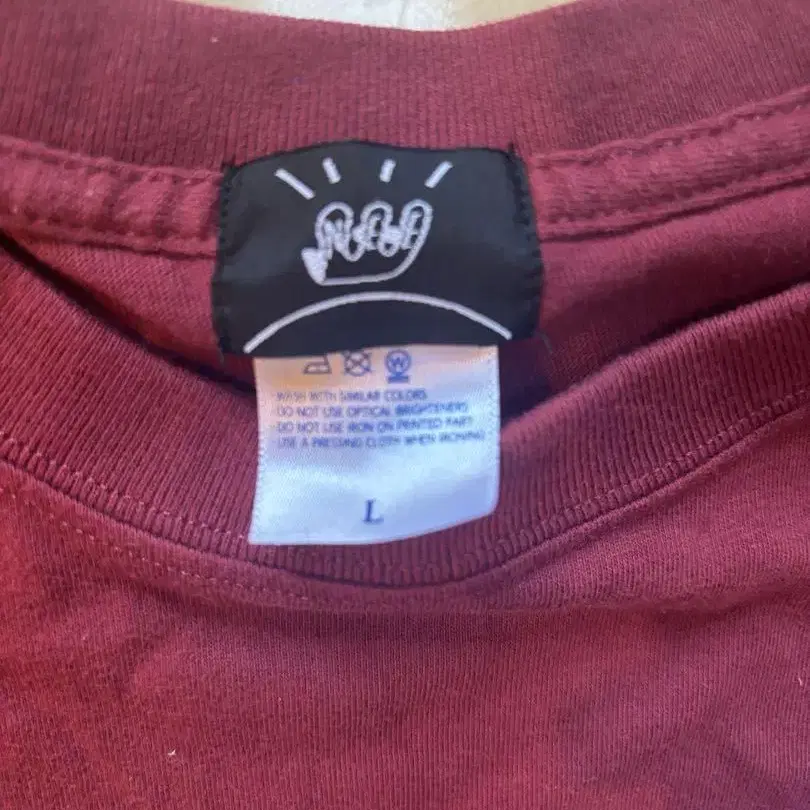 WASH WITH SIMILAR COLORS
DO NOT USE OPTICAL BRIGHTENERS
DO NOT USE IRON ON PRINTED PART
USE A PRESSING CLOTH WHEN IRONING
L